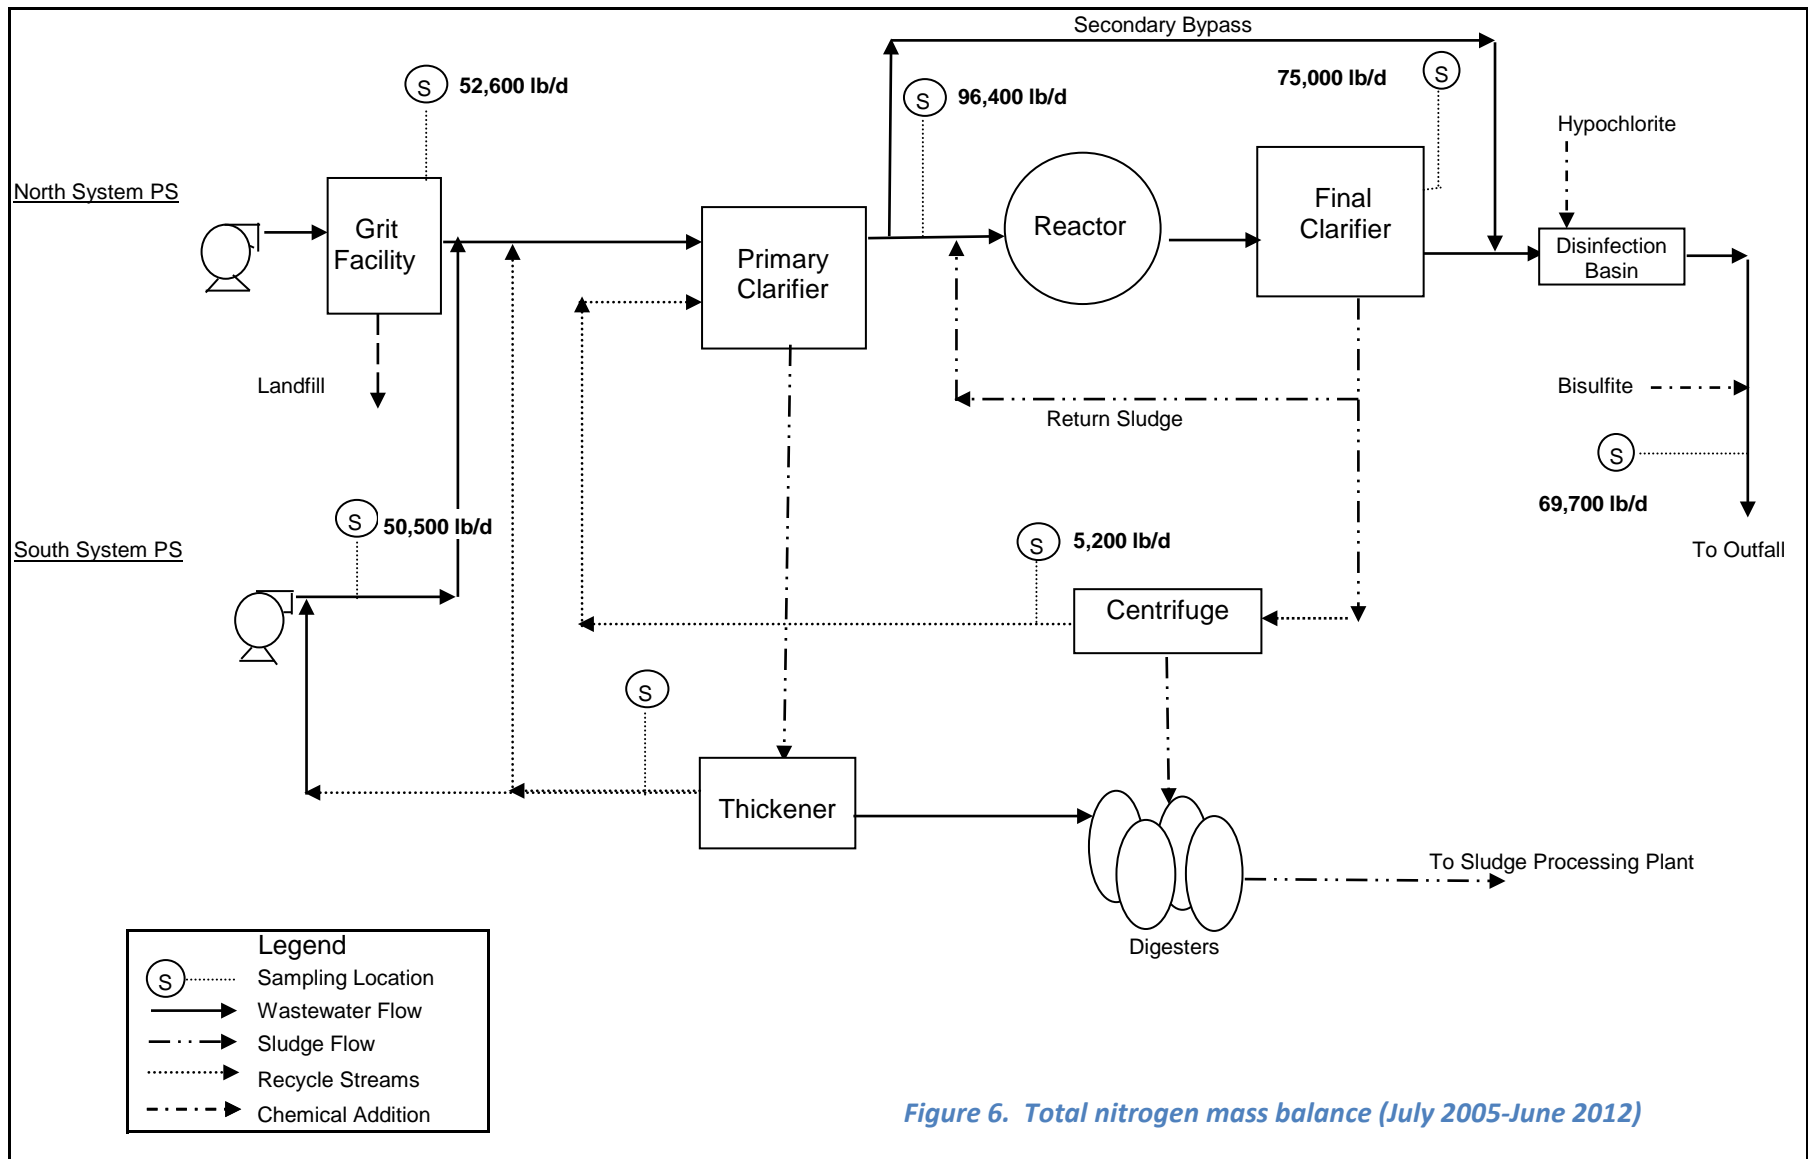 Secondary Bypass
S
52,600 lb/d
S
96,400 lb/d
75,000 lb/d
S
Hypochlorite
North System PS
Grit
Facility
Primary
Clarifier
Reactor
Final
Clarifier
Disinfection
Basin
Landfill
Return Sludge
Bisulfite
S
69,700 lb/d
To Outfall
S
50,500 lb/d
South System PS
S
5,200 lb/d
Centrifuge
S
Thickener
To Sludge Processing Plant
Digesters
Legend
S
Sampling Location
Wastewater Flow
Sludge Flow
Recycle Streams
Chemical Addition
Figure 6. Total nitrogen mass balance (July 2005-June 2012)